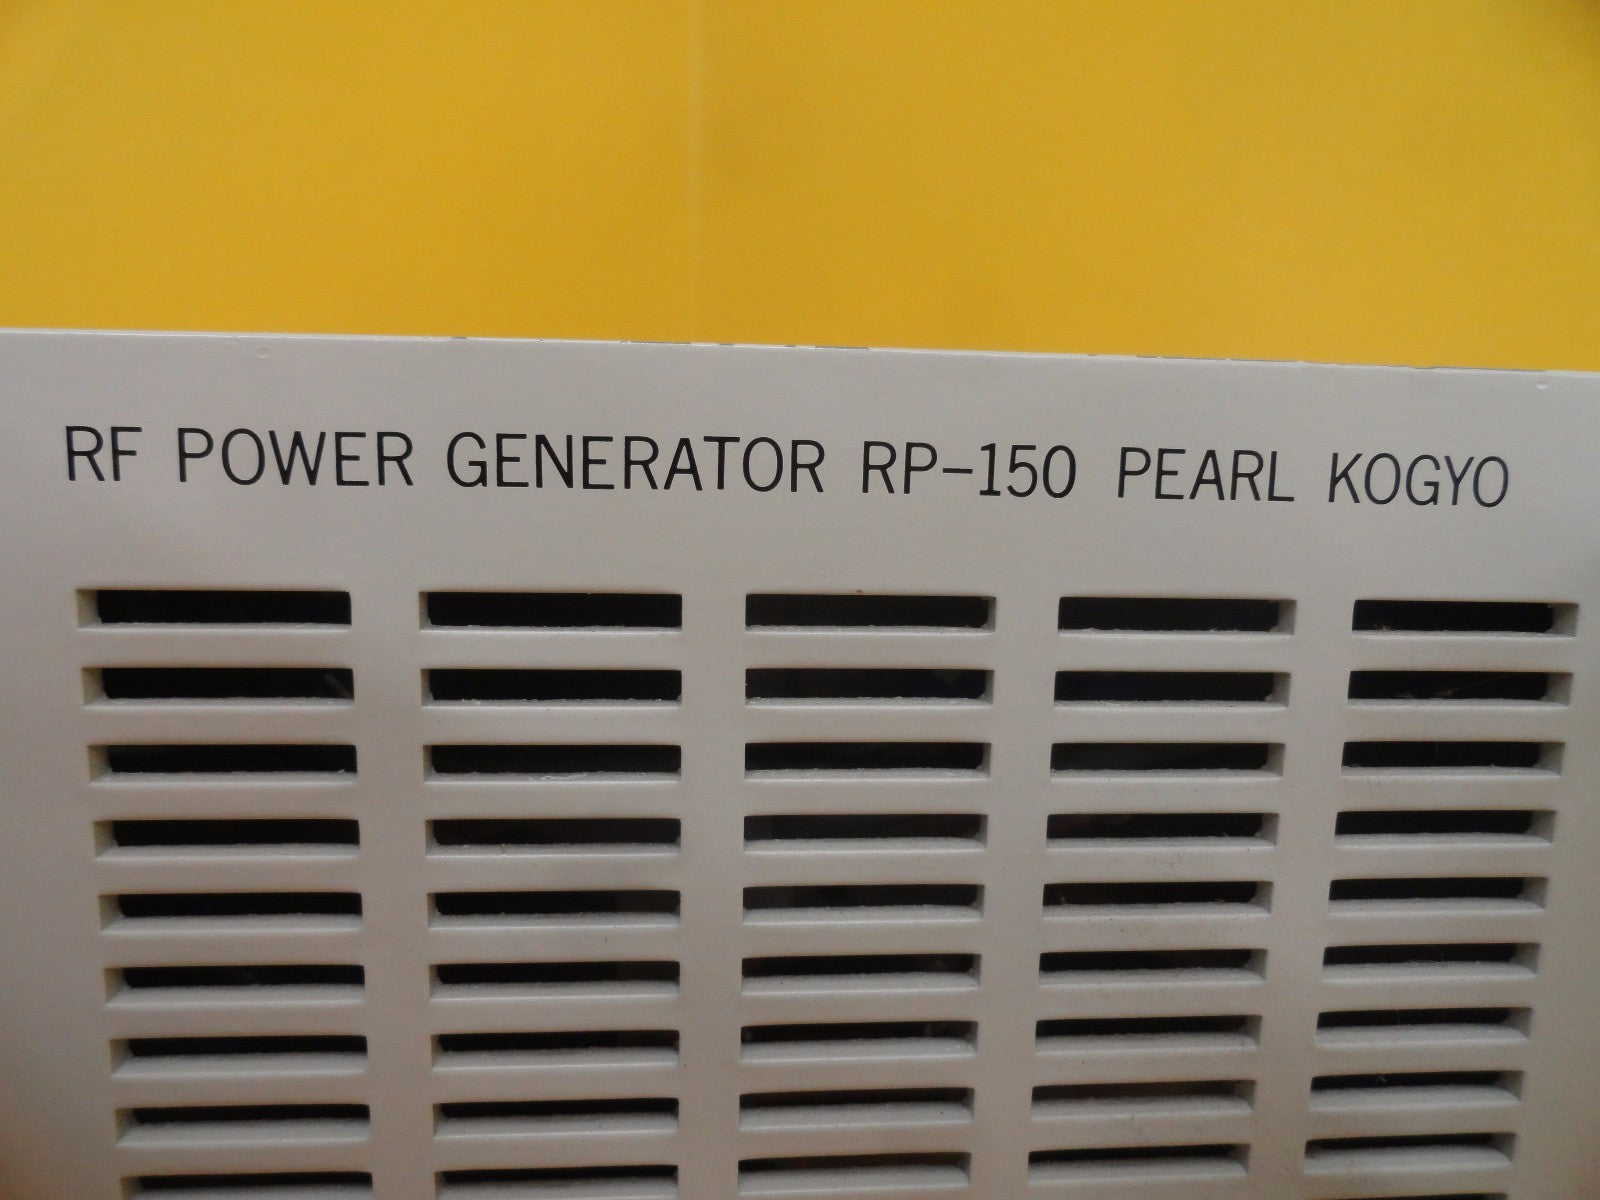 RF POWER GENERATOR RP-150 PEARL KOGYO